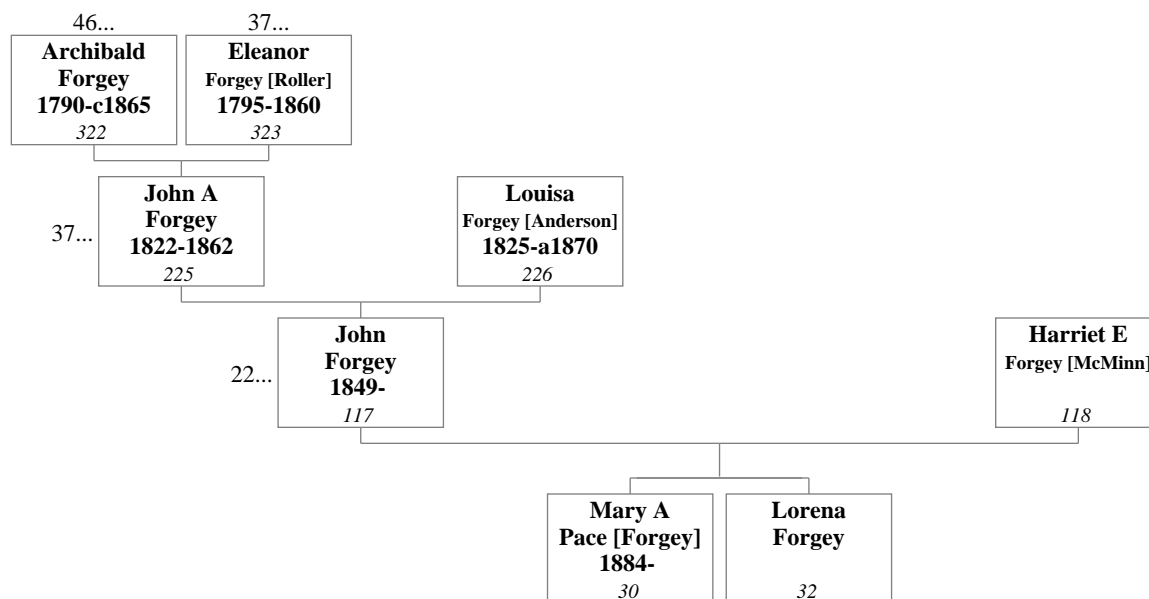 46...
37...
Archibald
Forgey
1790-c1865
322
Eleanor
Forgey [Roller]
1795-1860
323
37...
John A
Forgey
1822-1862
225
Louisa
Forgey [Anderson]
1825-a1870
226
22...
John
Forgey
1849-
117
Harriet E
Forgey [McMinn]
118
Mary A
Pace [Forgey]
1884-
30
Lorena
Forgey
32